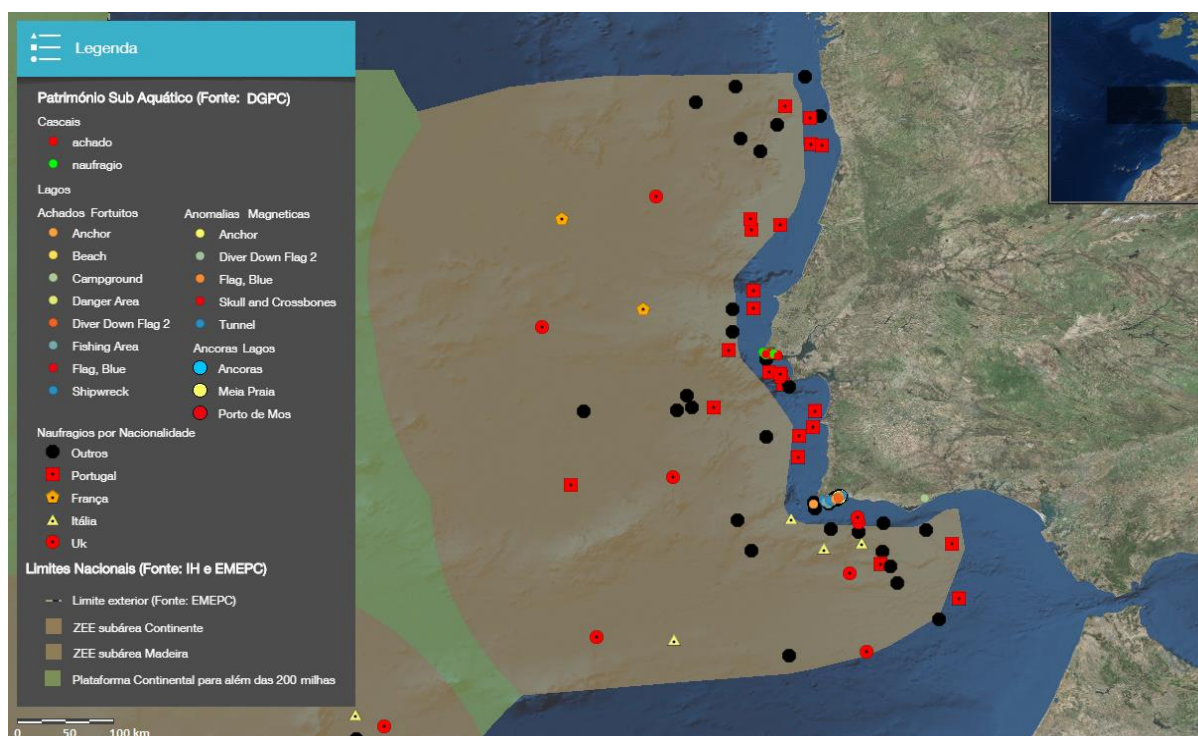 Legenda
Património Sub Aquático (Fonte: DGPC)
Cascais
achado
naufragio
Lagos
Achados Fortuitos
Anchor
Beach
Campground
Danger Area
Diver Down Flag 2
Fishing Area
Flag, Blue
Shipwreck
Anomalias Magneticas
Anchor
Diver Down Flag 2
Flag, Blue
Skull and Crossbones
Tunnel
Ancoras Lagos
Ancoras
Meia Praia
Porto de Mos
Naufragios por Nacionalidade
Outros
Portugal
França
Itália
Uk
Limites Nacionais (Fonte: IH e EMEPC)
Limite exterior (Fonte: EMEPC)
ZEE subárea Continente
ZEE subárea Madeira
Plataforma Continental para além das 200 milhas
0 50 100 km